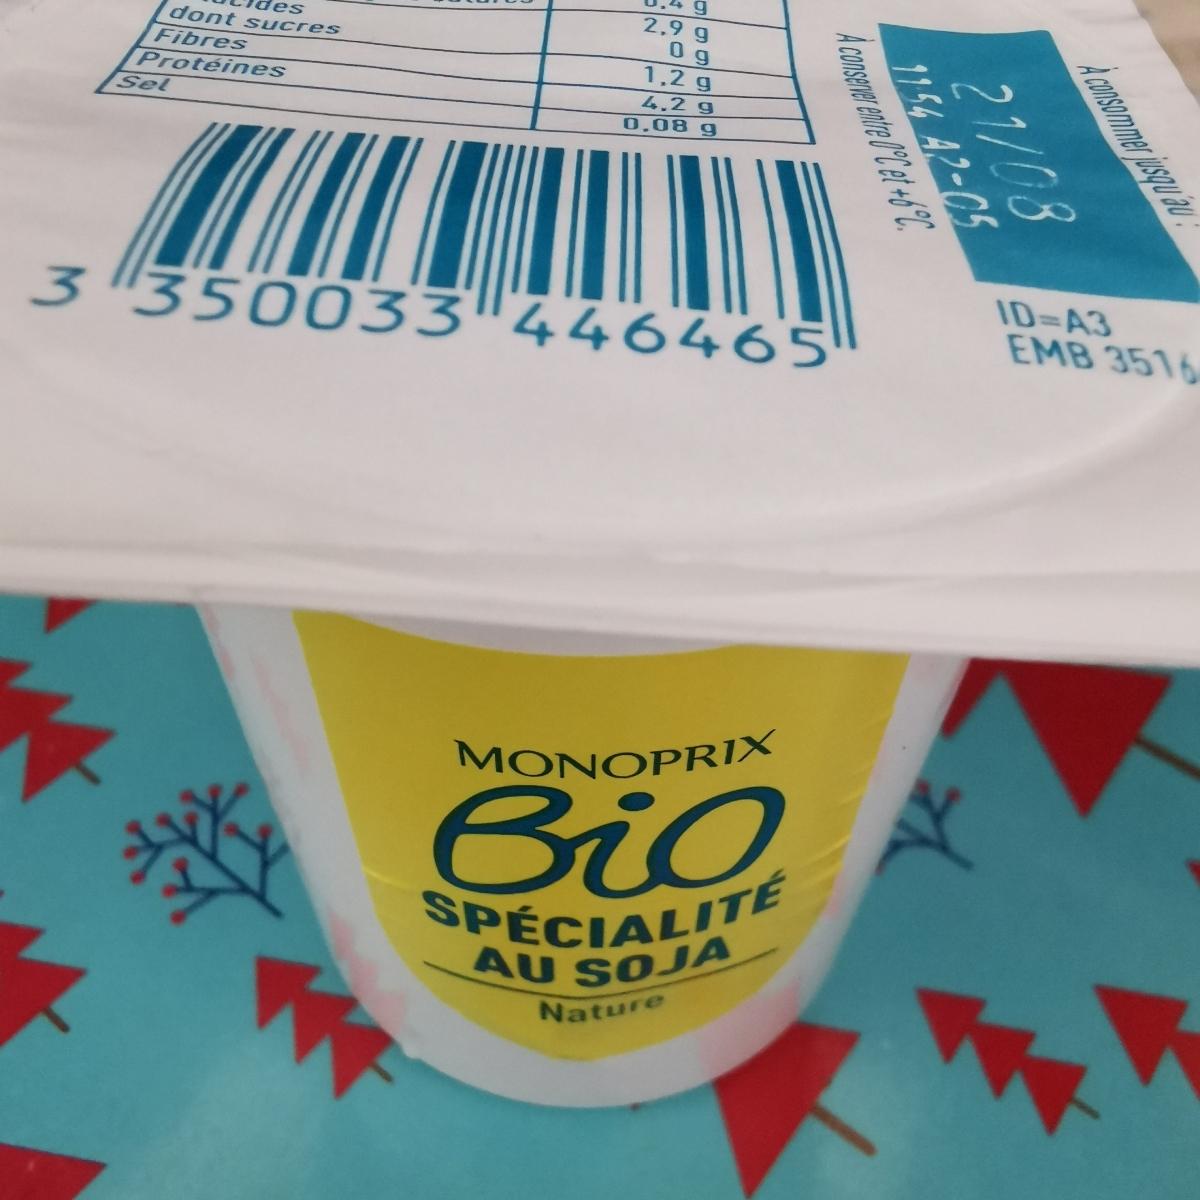 0,4 g
dont sucres 2,9 g
Fibres 0 g
Protéines 1,2 g
Sel 4,2 g
0,08 g
3 350033 446465
À consommer jusqu'au :
21/08
11:54 A2-05
À conserver entre 0°C et +6°C.
ID=A3
EMB 3516
MONOPRIX
Bio
SPÉCIALITÉ
AU SOJA
Nature